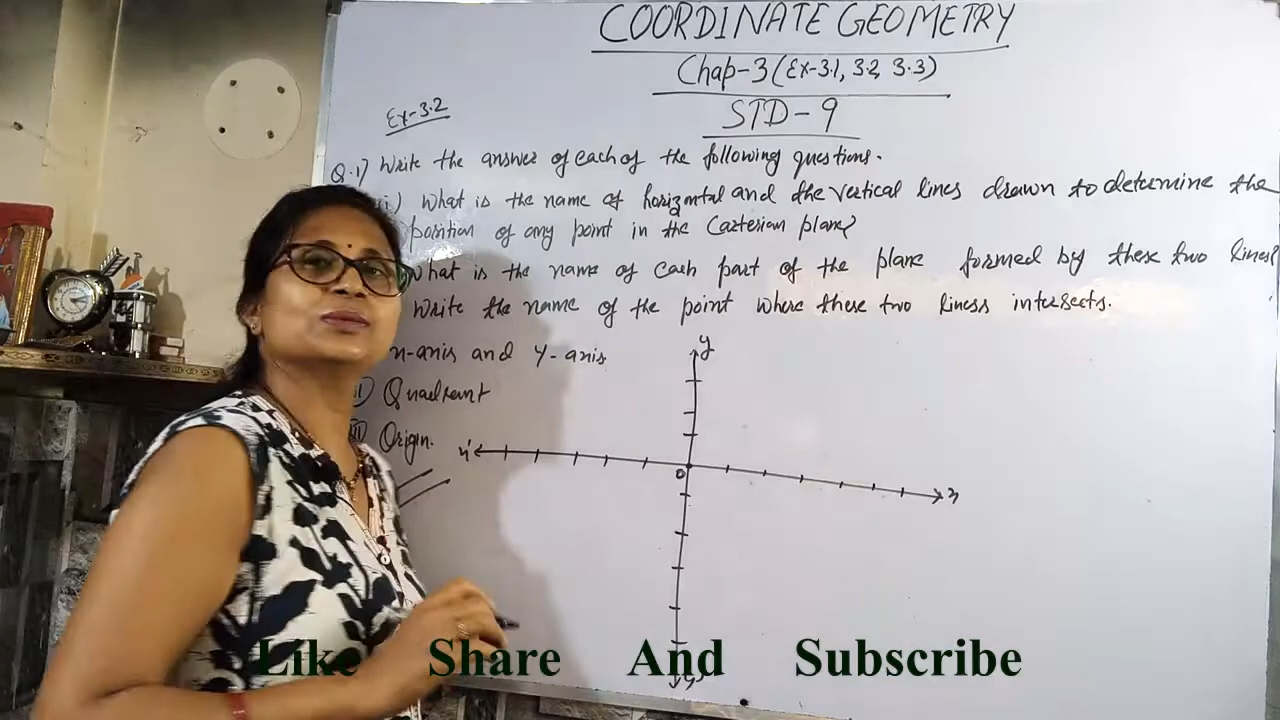 COORDINATE GEOMETRY
Chap-3 (Ex-3.1, 3.2, 3.3)
STD-9
Ex-3.2
Q.1) Write the answer of each of the following questions.
i) What is the name of horizontal and the vertical lines drawn to determine the
position of any point in the Cartesian plane?
What is the name of each part of the plane formed by these two lines?
Write the name of the point where these two liness intersects.
x-axis and y-axis
ii) Quadrant
iii) Origin.
y
x'
o
x
y'
Like Share And Subscribe